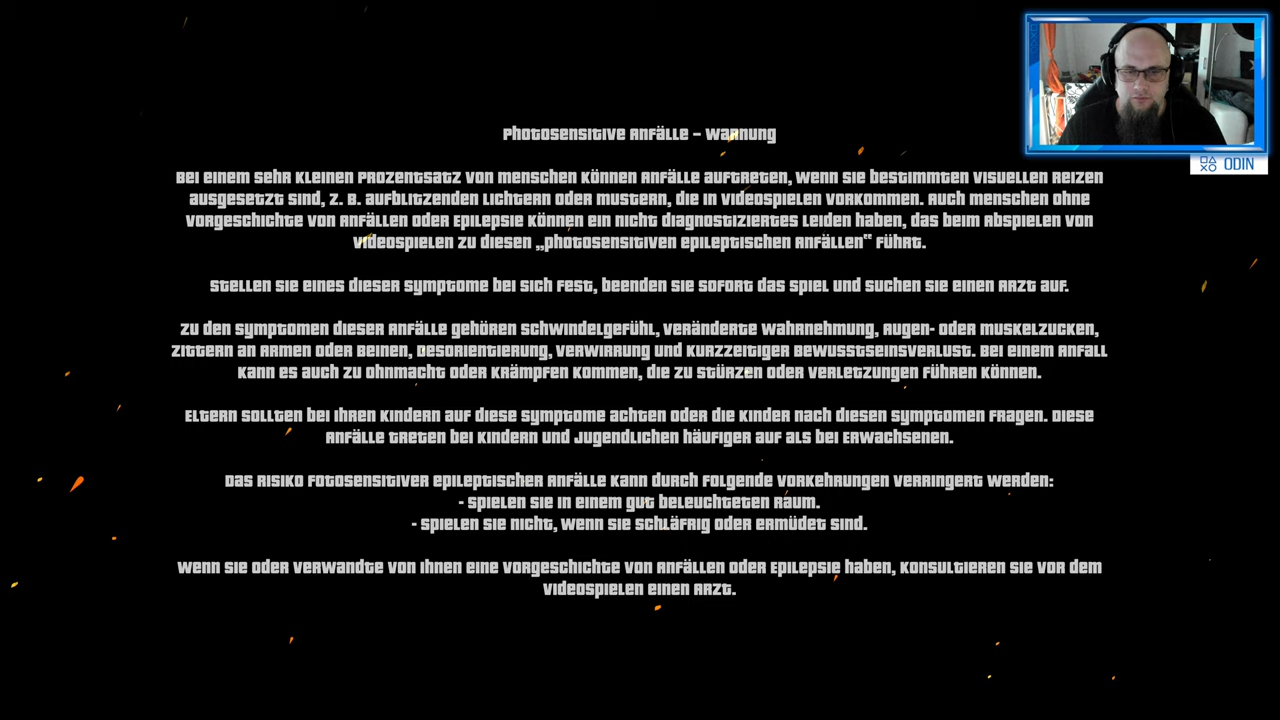 Photosensitive Anfälle – Warnung
Bei einem sehr kleinen Prozentsatz von Menschen können Anfälle auftreten, wenn sie bestimmten visuellen Reizen
ausgesetzt sind, z. B. aufblitzenden Lichtern oder Mustern, die in Videospielen vorkommen. Auch Menschen ohne
Vorgeschichte von Anfällen oder Epilepsie können ein nicht diagnostiziertes Leiden haben, das beim Abspielen von
Videospielen zu diesen „photosensitiven epileptischen Anfällen“ führt.
Stellen Sie eines dieser Symptome bei sich fest, beenden Sie sofort das Spiel und suchen Sie einen Arzt auf.
Zu den Symptomen dieser Anfälle gehören Schwindelgefühl, veränderte Wahrnehmung, Augen- oder Muskelzucken,
Zittern an Armen oder Beinen, Desorientierung, Verwirrung und kurzzeitiger Bewusstseinsverlust. Bei einem Anfall
kann es auch zu Ohnmacht oder Krämpfen kommen, die zu Stürzen oder Verletzungen führen können.
Eltern sollten bei ihren Kindern auf diese Symptome achten oder die Kinder nach diesen Symptomen fragen. Diese
Anfälle treten bei Kindern und Jugendlichen häufiger auf als bei Erwachsenen.
Das Risiko fotosensitiver epileptischer Anfälle kann durch folgende Vorkehrungen verringert werden:
- Spielen Sie in einem gut beleuchteten Raum.
- Spielen Sie nicht, wenn Sie schläfrig oder ermüdet sind.
Wenn Sie oder Verwandte von Ihnen eine Vorgeschichte von Anfällen oder Epilepsie haben, konsultieren Sie vor dem
Videospielen einen Arzt.
ODIN